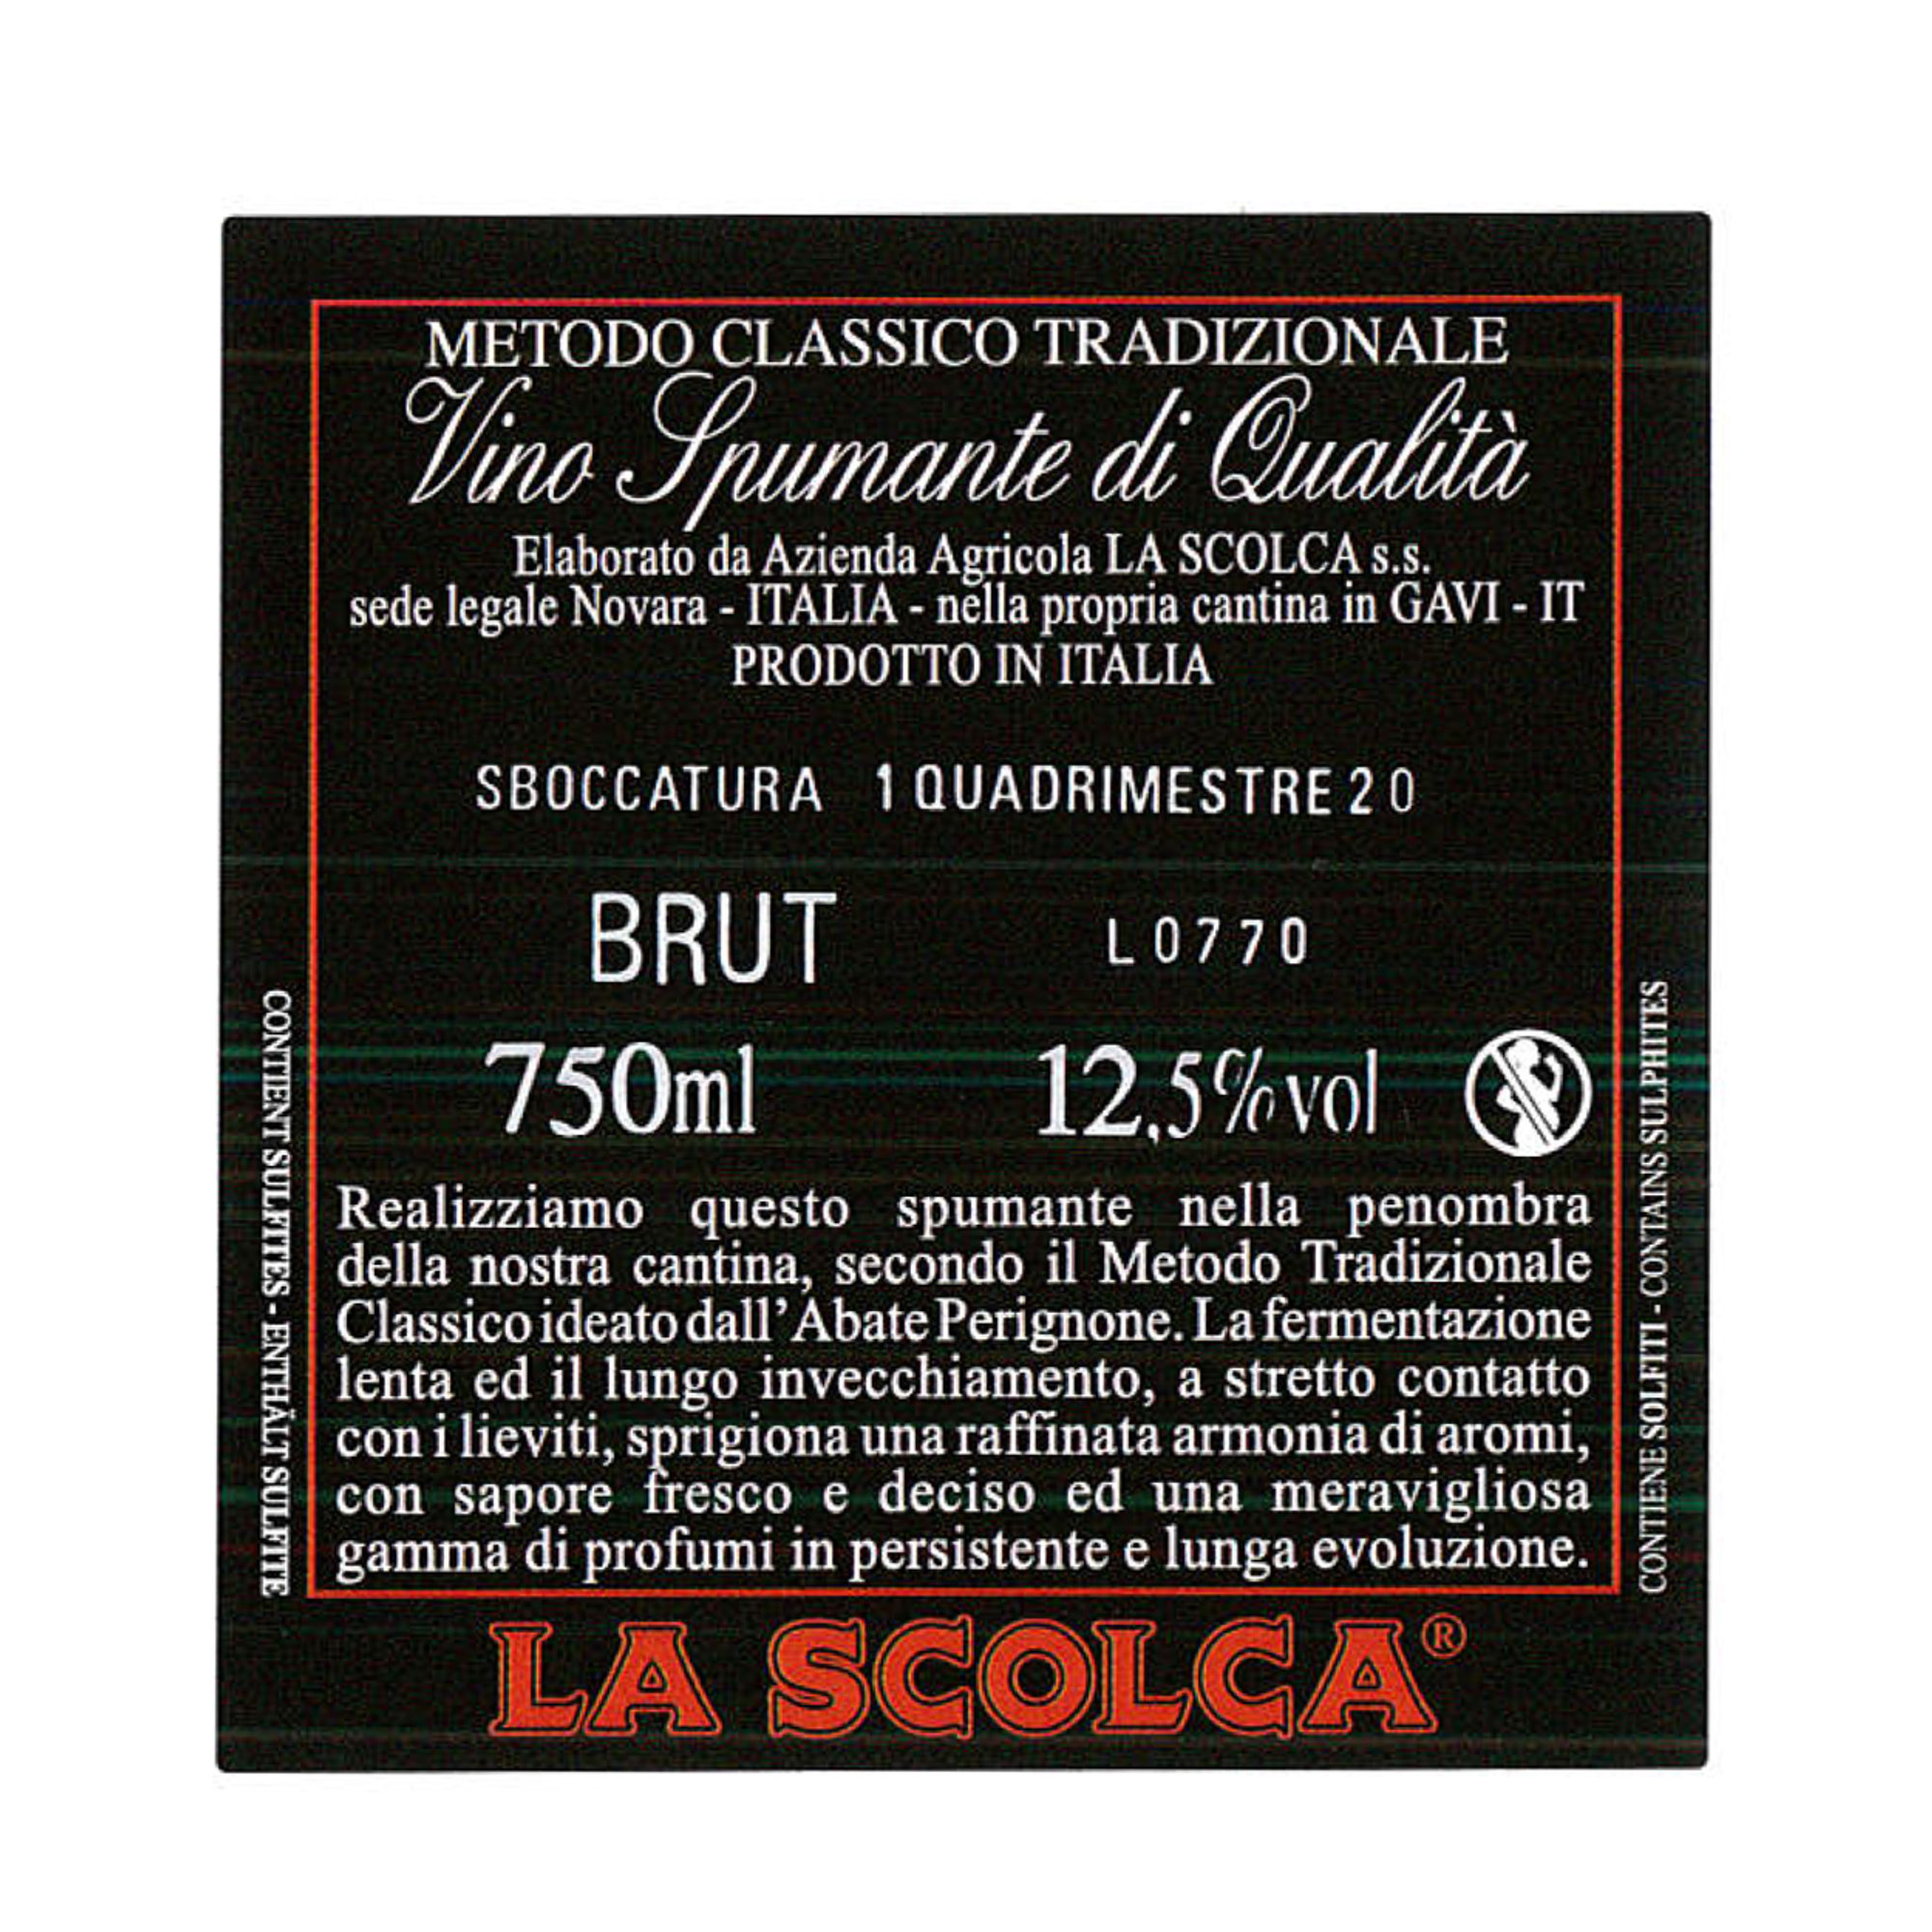 METODO CLASSICO TRADIZIONALE
Vino Spumante di Qualità
Elaborato da Azienda Agricola LA SCOLCA s.s.
sede legale Novara - ITALIA - nella propria cantina in GAVI - IT
PRODOTTO IN ITALIA
SBOCCATURA 1 QUADRIMESTRE 20
BRUT L0770
750ml 12,5% vol
Realizziamo questo spumante nella penombra
della nostra cantina, secondo il Metodo Tradizionale
Classico ideato dall'Abate Perignone. La fermentazione
lenta ed il lungo invecchiamento, a stretto contatto
con i lieviti, sprigiona una raffinata armonia di aromi,
con sapore fresco e deciso ed una meravigliosa
gamma di profumi in persistente e lunga evoluzione.
LA SCOLCA®
CONTIENT SULFITES - ENTHÄLT SULFITE
CONTIENE SOLFITI - CONTAINS SULPHITES